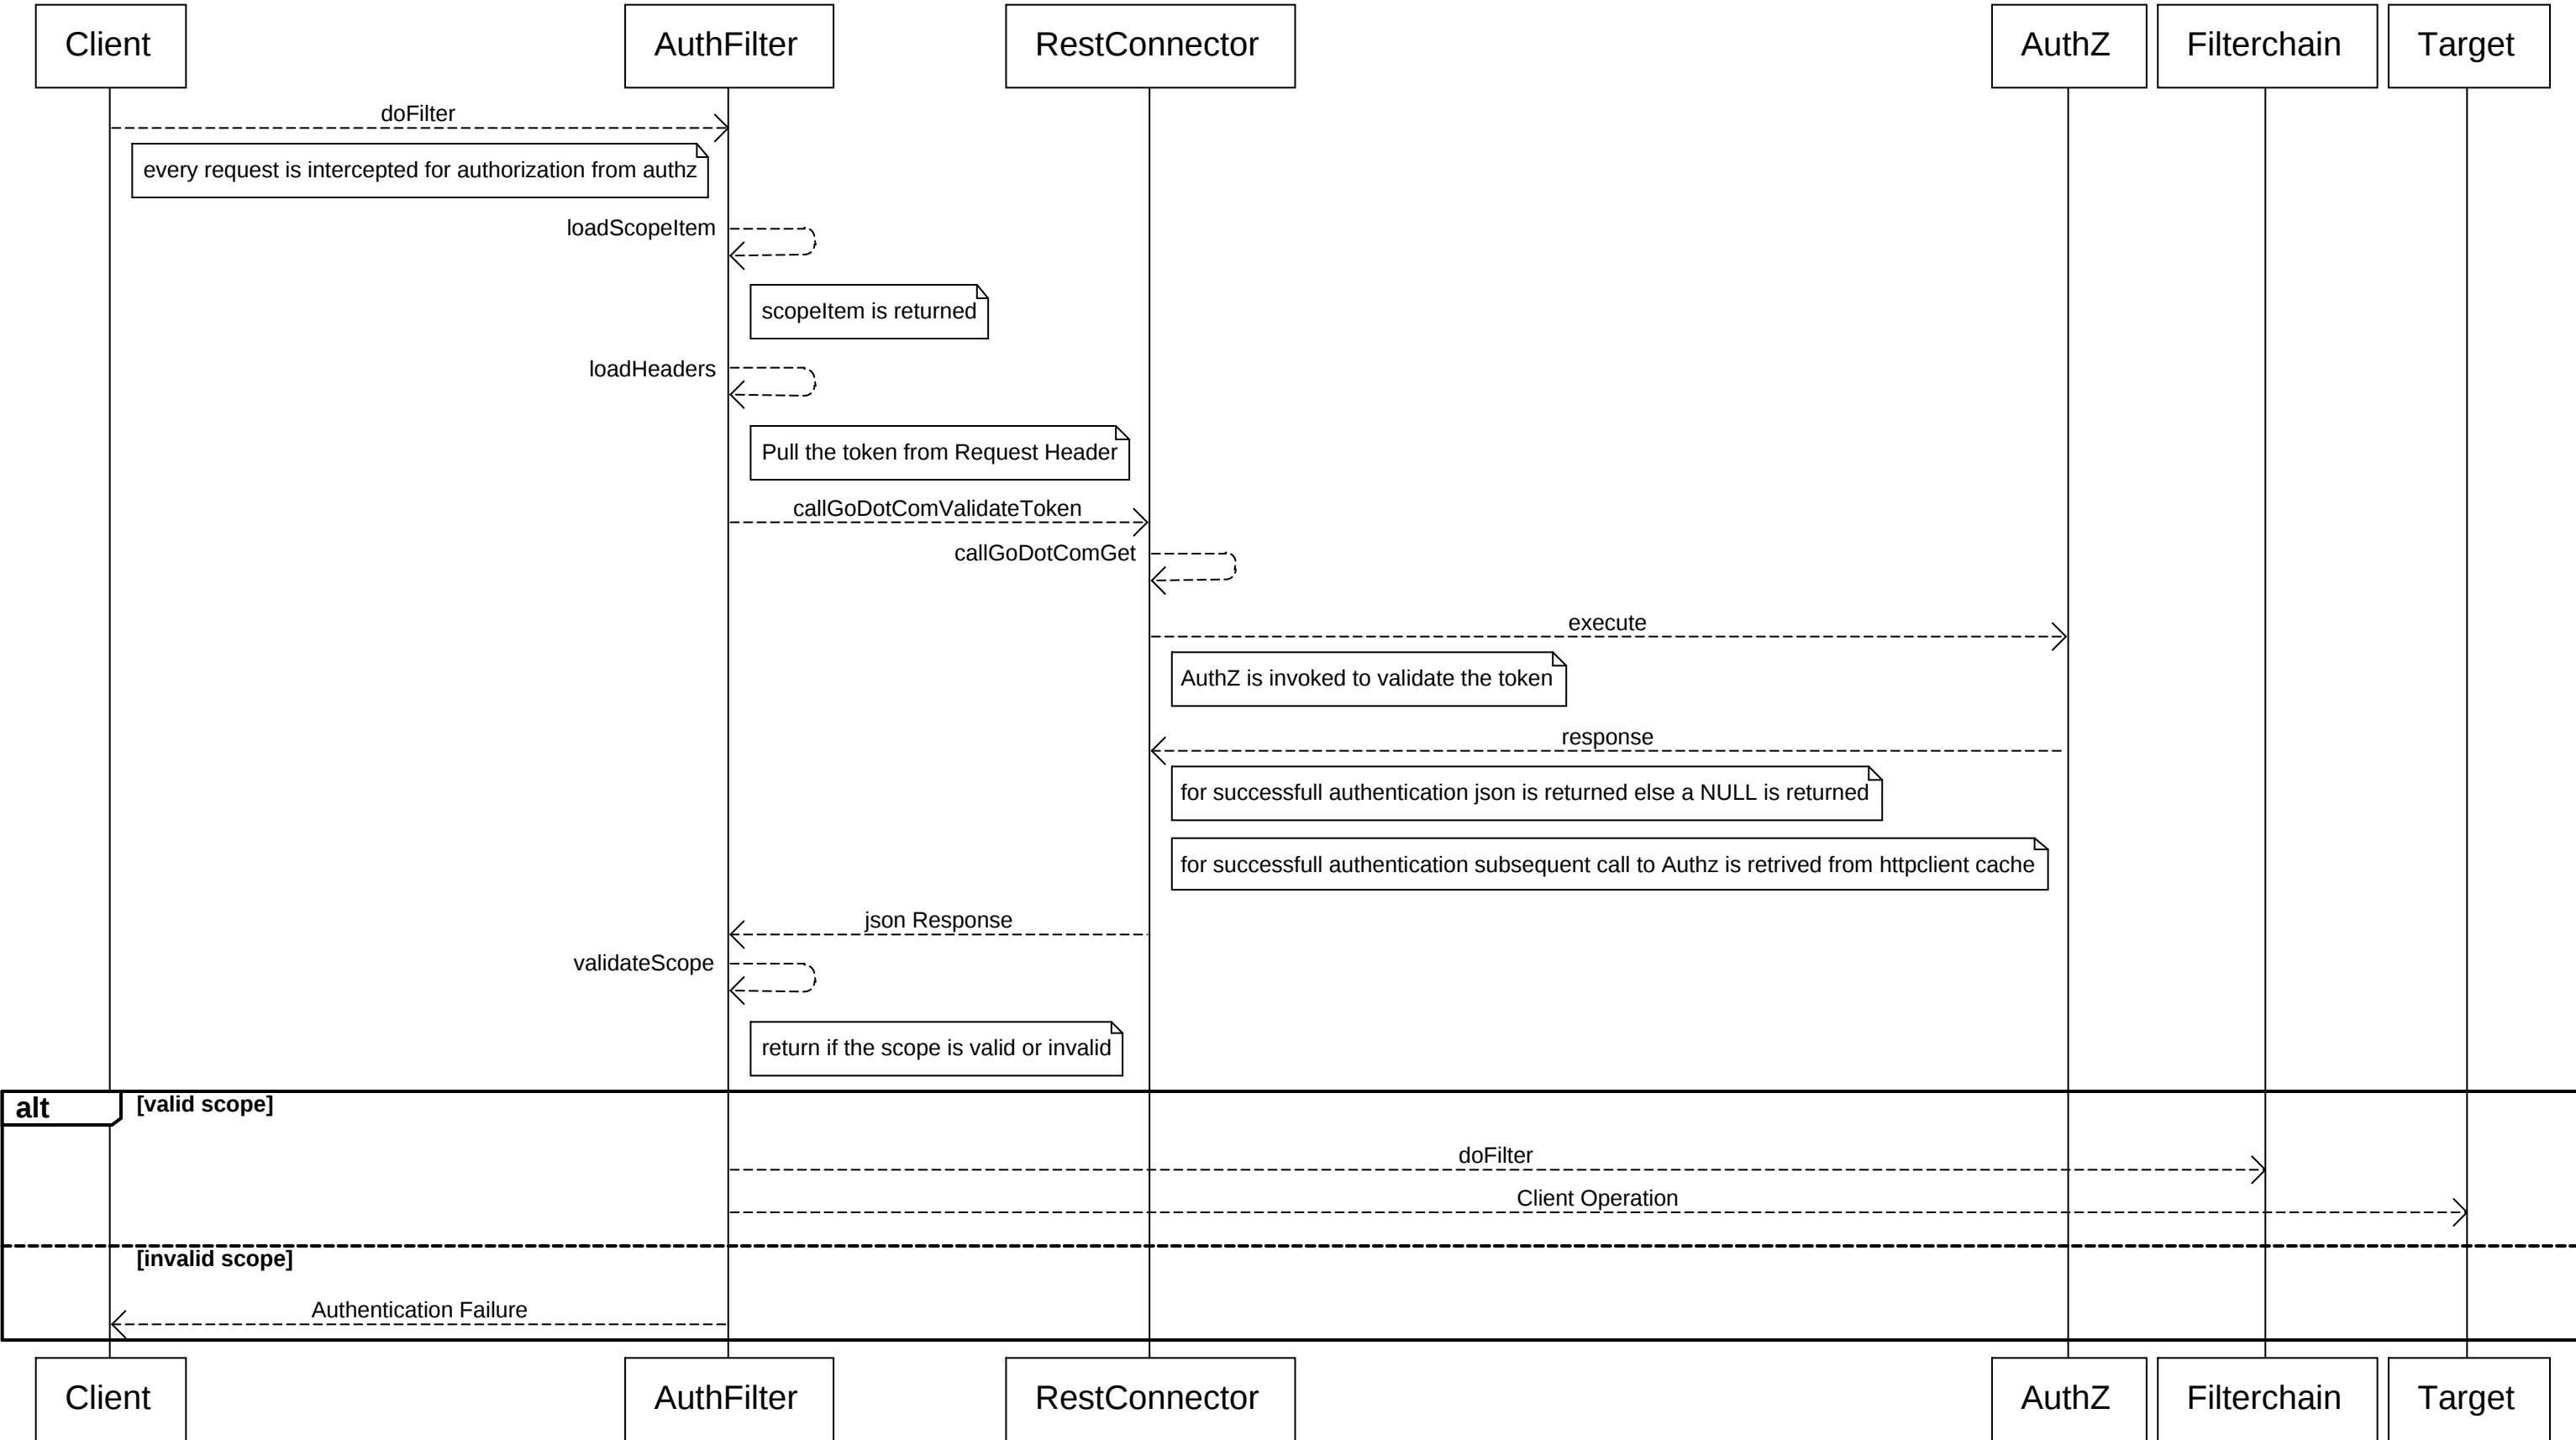 Client
AuthFilter
RestConnector
AuthZ
Filterchain
Target
doFilter
every request is intercepted for authorization from authz
loadScopeItem
scopeItem is returned
loadHeaders
Pull the token from Request Header
callGoDotComValidateToken
callGoDotComGet
execute
AuthZ is invoked to validate the token
response
for successfull authentication json is returned else a NULL is returned
for successfull authentication subsequent call to Authz is retrived from httpclient cache
json Response
validateScope
return if the scope is valid or invalid
alt
[valid scope]
doFilter
Client Operation
[invalid scope]
Authentication Failure
Client
AuthFilter
RestConnector
AuthZ
Filterchain
Target